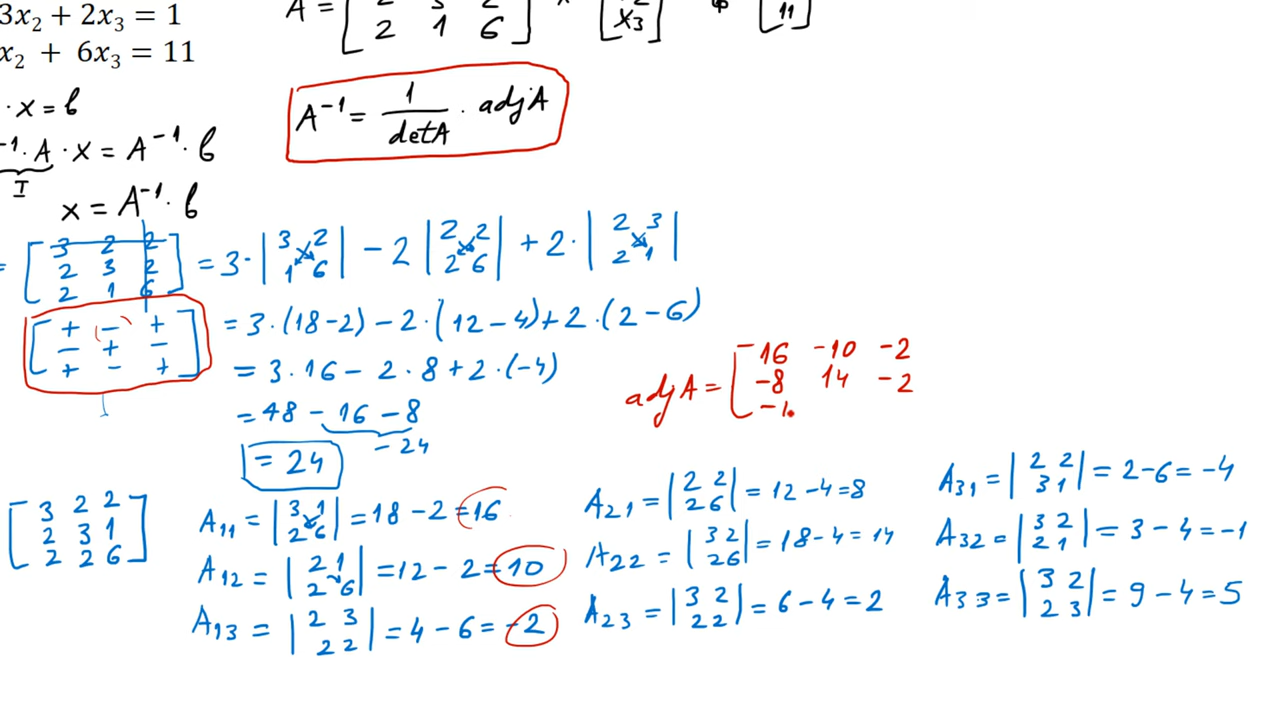 3x₂ + 2x₃ = 1
x₂ + 6x₃ = 11
A =
2 1 6
x₃
11
· x = b
A⁻¹ = 1/detA · adjA
⁻¹ · A · x = A⁻¹ · b
I
x = A⁻¹ · b
= [3 2 2
2 3 2
2 1 6]
= 3 · |3 2
1 6| − 2 |2 2
2 6| + 2 · |2 3
2 1|
[+ − +
− + −
+ − +]
= 3 · (18 − 2) − 2 · (12 − 4) + 2 · (2 − 6)
= 3 · 16 − 2 · 8 + 2 · (−4)
= 48 − 16 − 8
− 24
= 24
adjA = [16 -10 -2
-8 14 -2
[3 2 2
2 3 1
2 2 6]
A₁₁ = |3 1
2 6| = 18 − 2 = 16
A₁₂ = |2 1
2 6| = 12 − 2 = 10
A₁₃ = |2 3
2 2| = 4 − 6 = -2
A₂₁ = |2 2
2 6| = 12 − 4 = 8
A₂₂ = |3 2
2 6| = 18 − 4 = 14
A₂₃ = |3 2
2 2| = 6 − 4 = 2
A₃₁ = |2 2
3 1| = 2 − 6 = −4
A₃₂ = |3 2
2 1| = 3 − 4 = −1
A₃₃ = |3 2
2 3| = 9 − 4 = 5